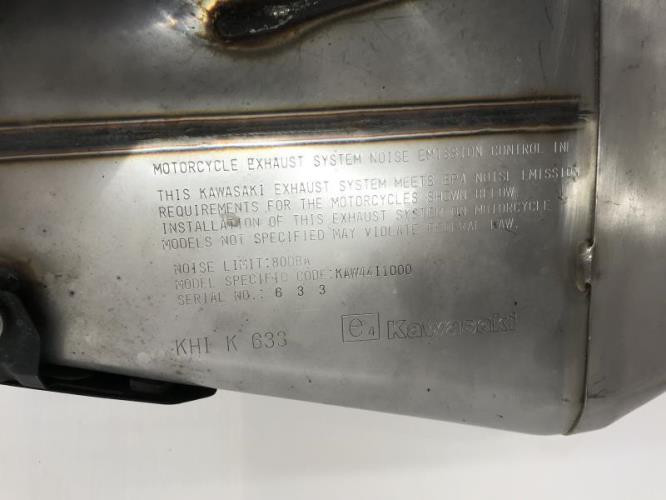 MOTORCYCLE EXHAUST SYSTEM NOISE EMISSION CONTROL IN
THIS KAWASAKI EXHAUST SYSTEM MEETS EPA NOISE EMISSION
REQUIREMENTS FOR THE MOTORCYCLES SHOWN BELOW.
INSTALLATION OF THIS EXHAUST SYSTEM ON MOTORCYCLE
MODELS NOT SPECIFIED MAY VIOLATE FEDERAL LAW.
NOISE LIMIT:80DBA
MODEL SPECIFIC CODE:KAW4411000
SERIAL NO.: 6 3 3
KHI K 633 e4 Kawasaki